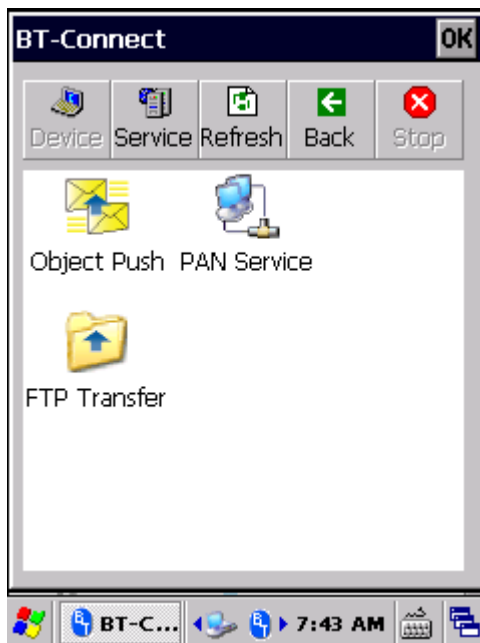 BT-Connect OK
Device Service Refresh Back Stop
Object Push PAN Service
FTP Transfer
BT-C... 7:43 AM